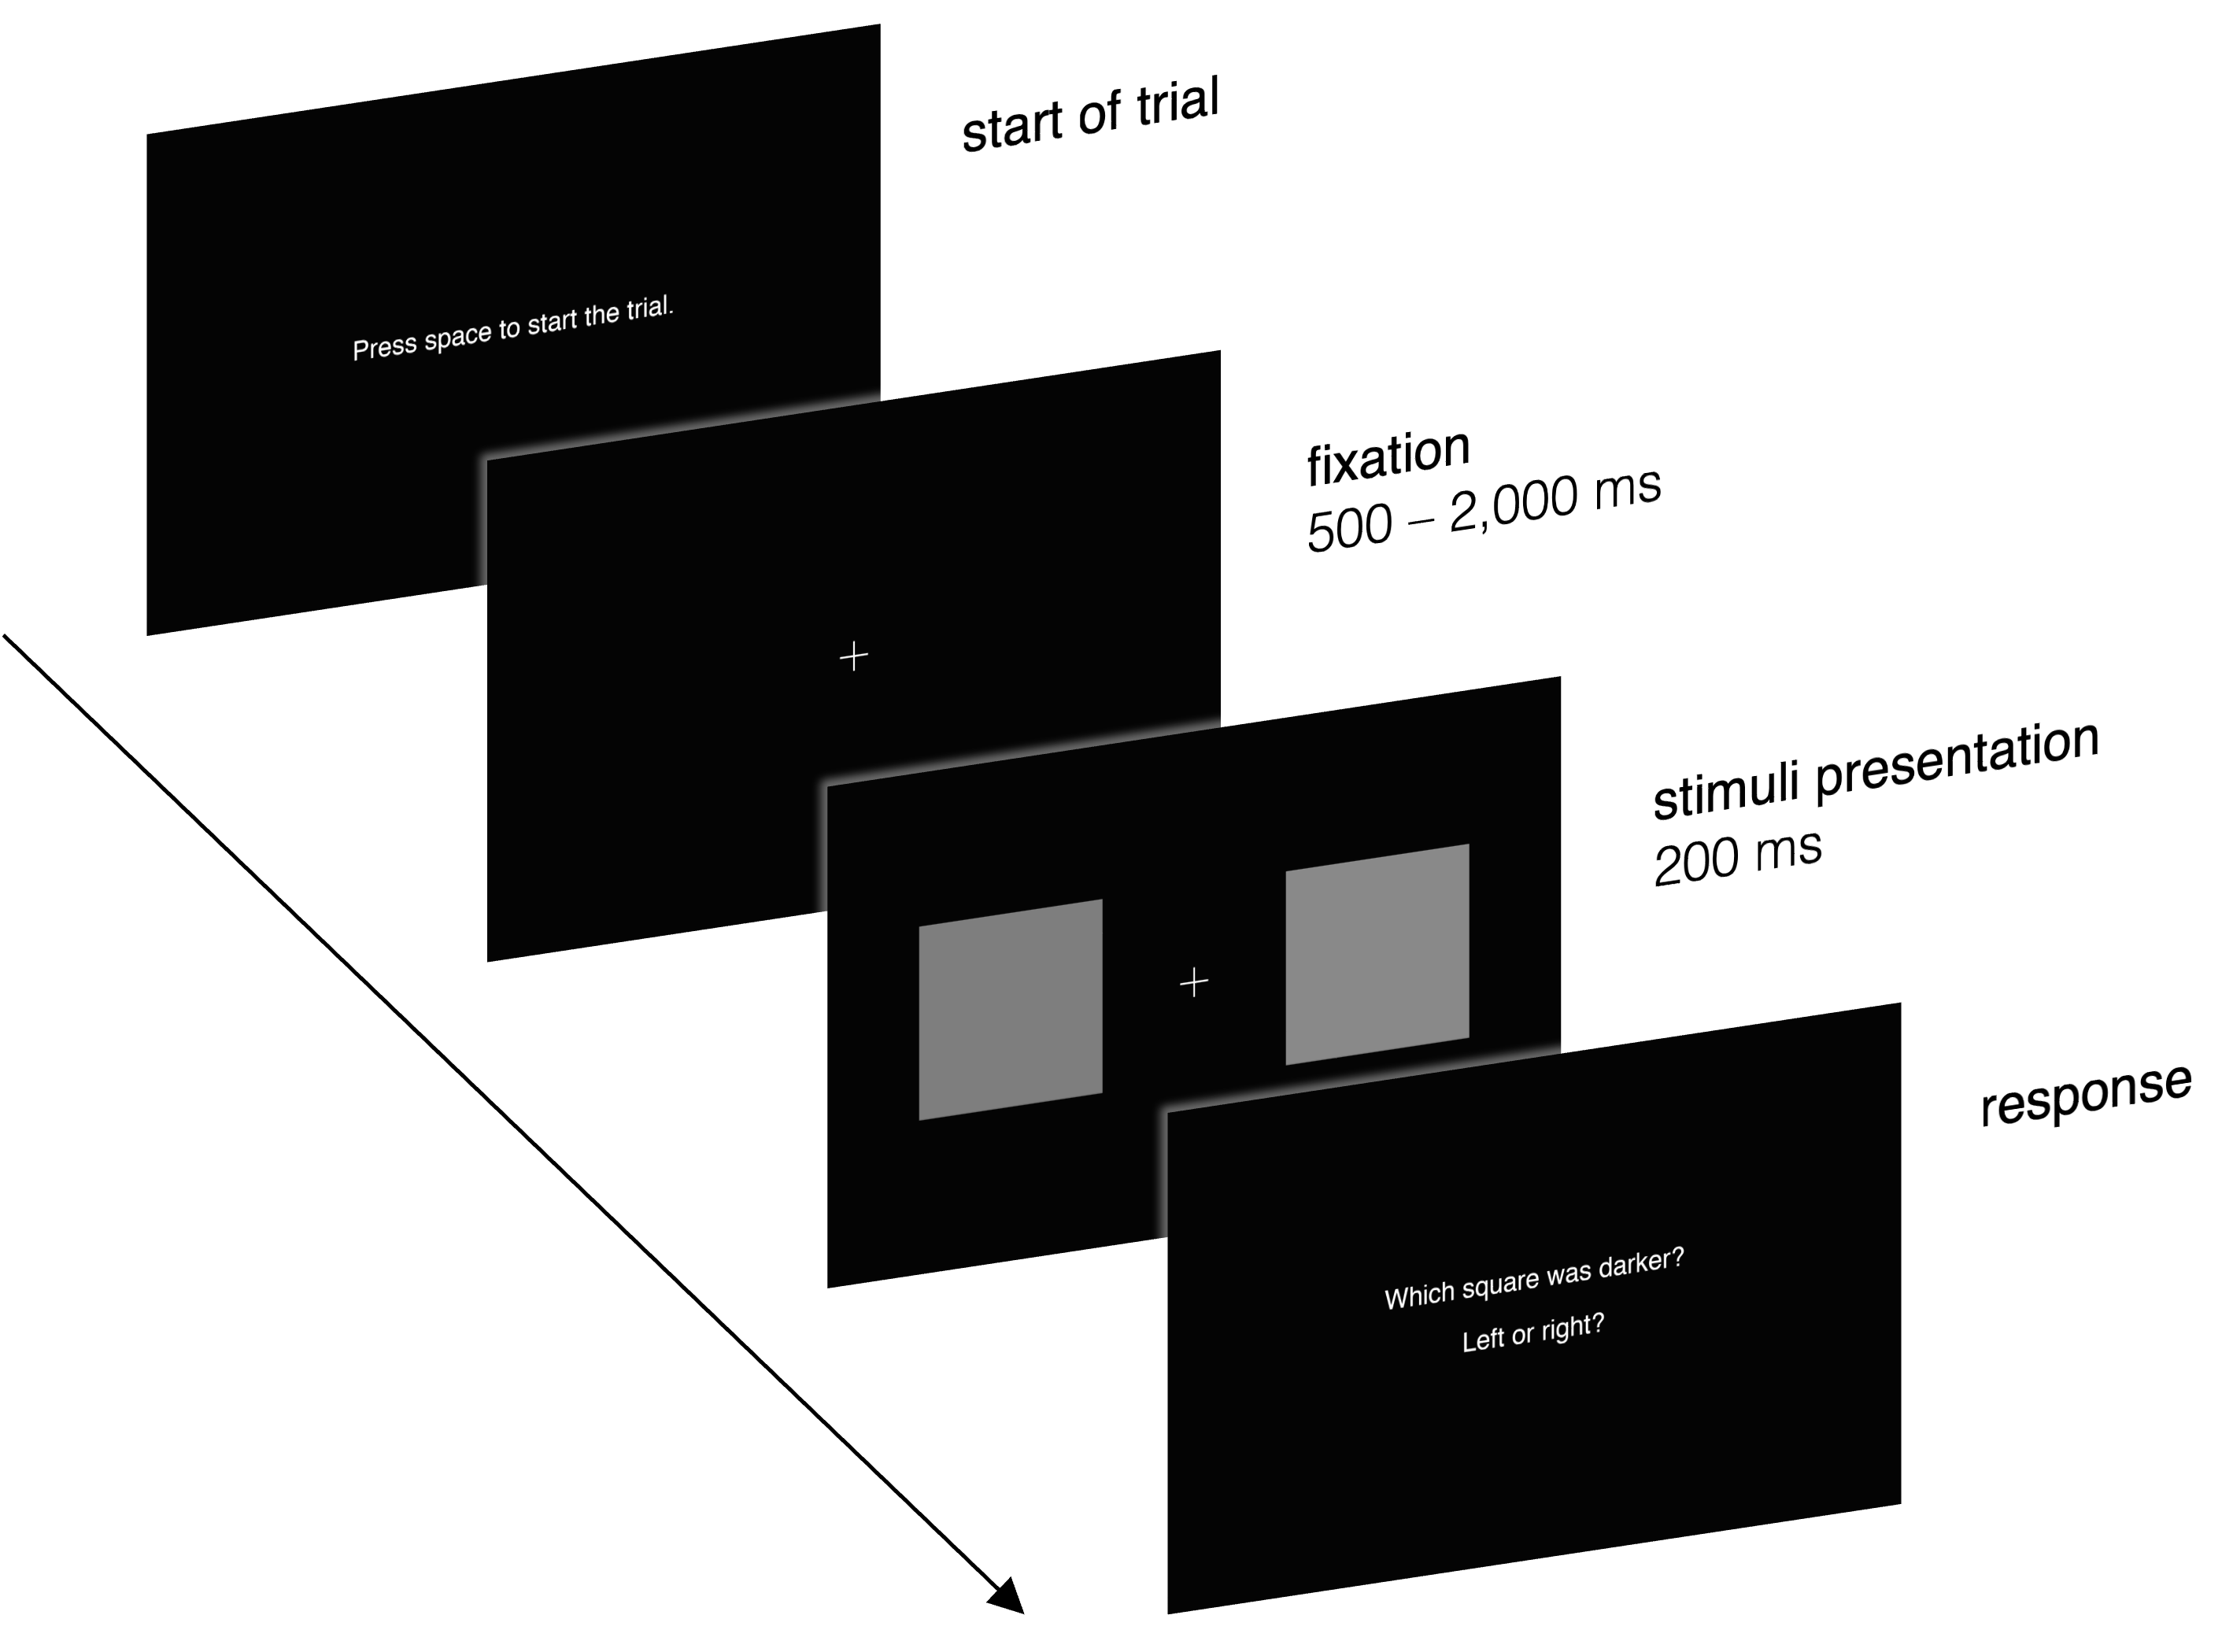 start of trial
Press space to start the trial.
fixation
500 – 2,000 ms
stimuli presentation
200 ms
response
Which square was darker?
Left or right?